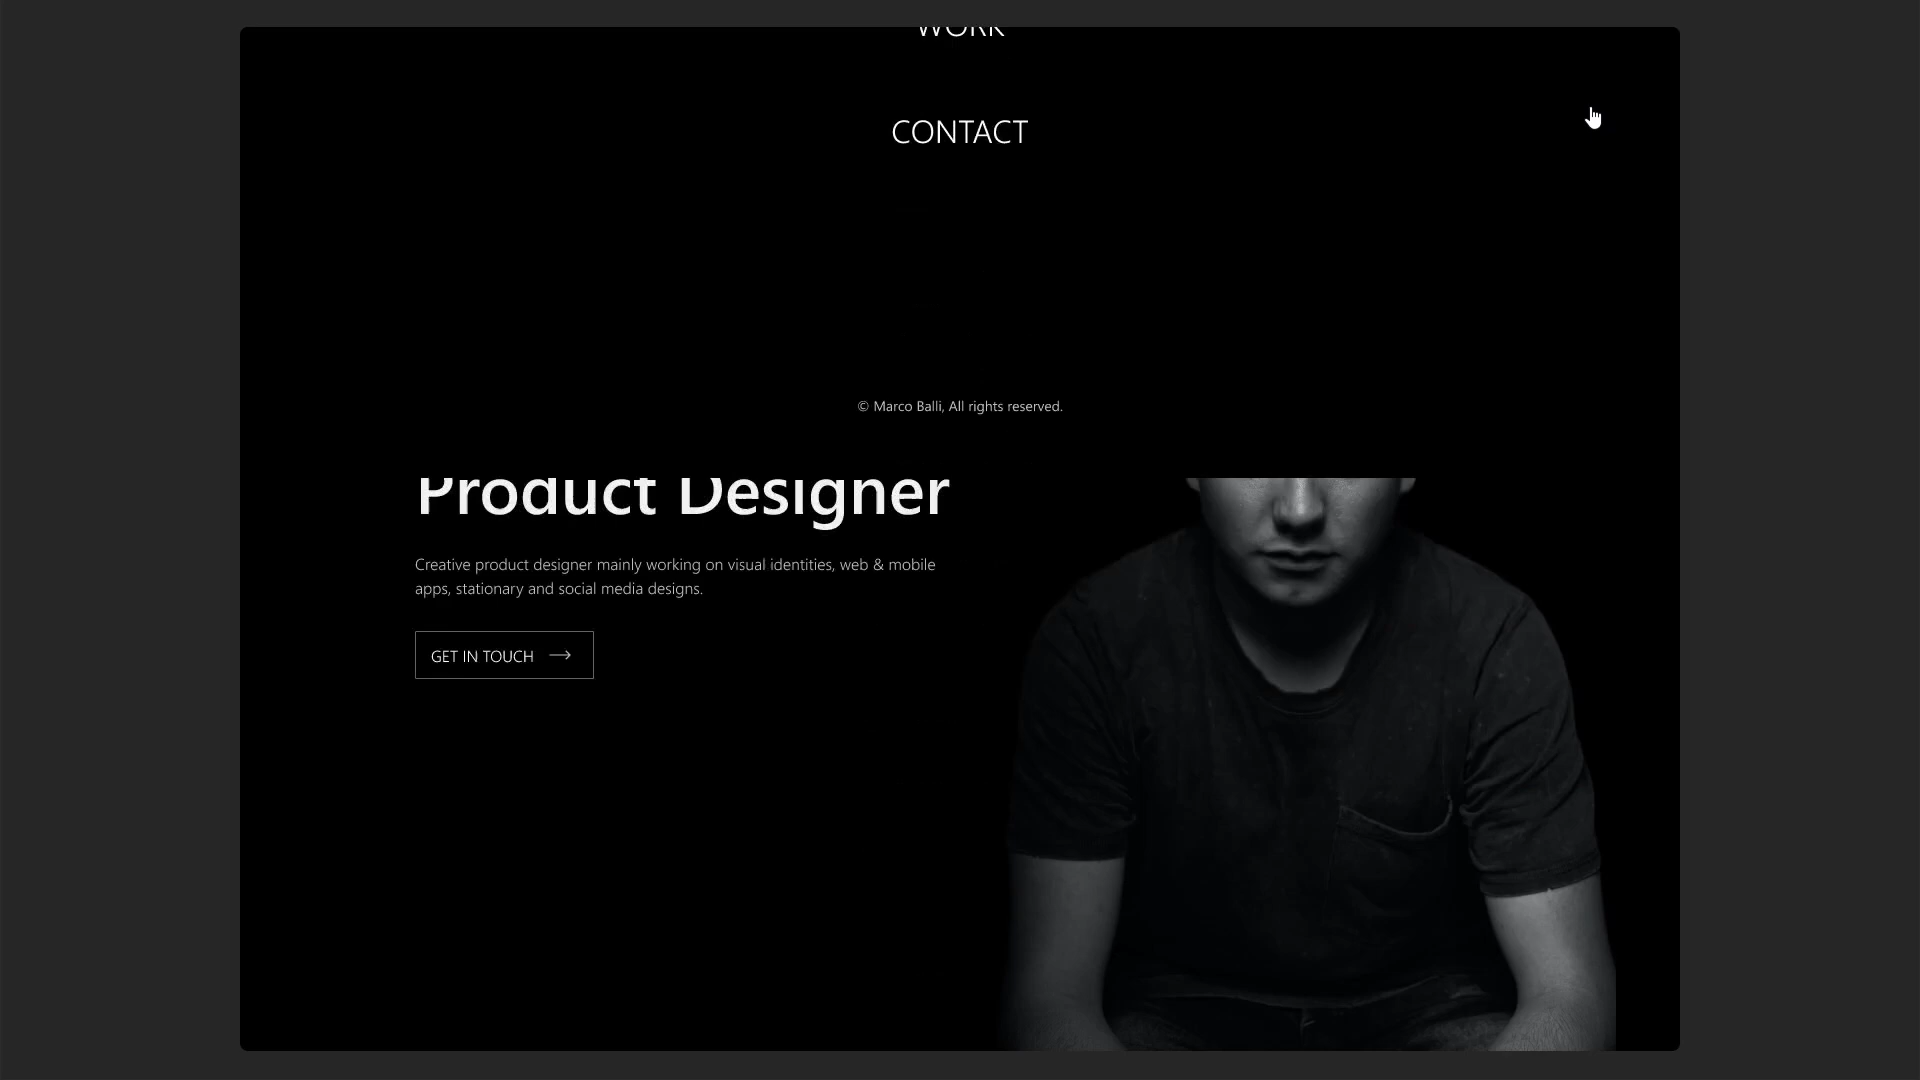 WORK
CONTACT
© Marco Balli, All rights reserved.
Product Designer
Creative product designer mainly working on visual identities, web & mobile
apps, stationary and social media designs.
GET IN TOUCH